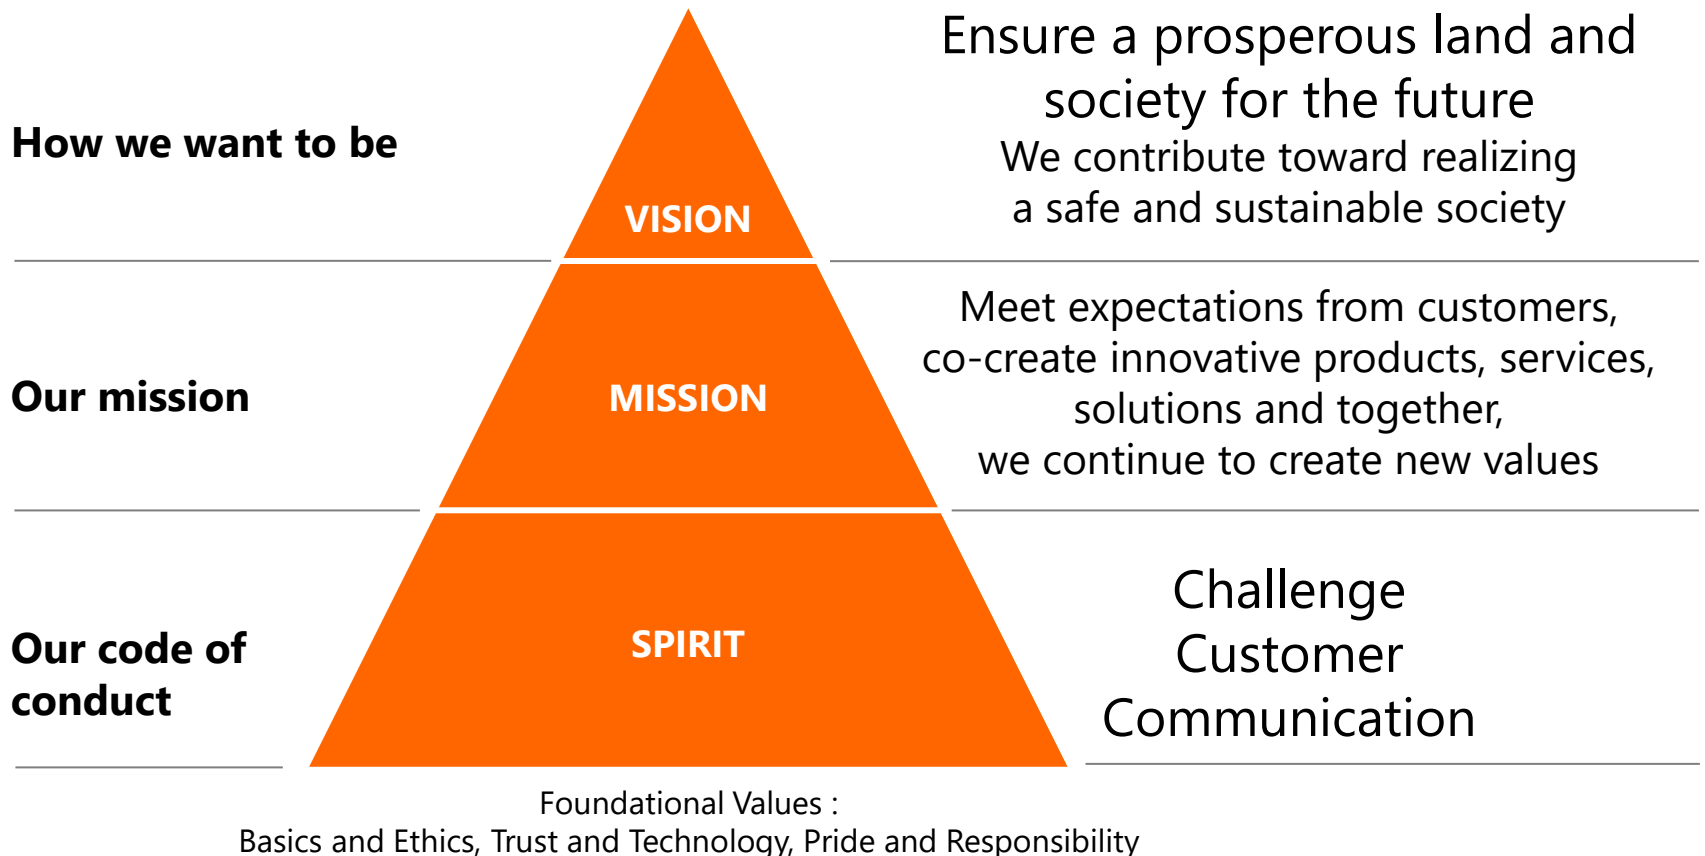 How we want to be
VISION
Ensure a prosperous land and
society for the future
We contribute toward realizing
a safe and sustainable society
Our mission
MISSION
Meet expectations from customers,
co-create innovative products, services,
solutions and together,
we continue to create new values
Our code of
conduct
SPIRIT
Challenge
Customer
Communication
Foundational Values :
Basics and Ethics, Trust and Technology, Pride and Responsibility